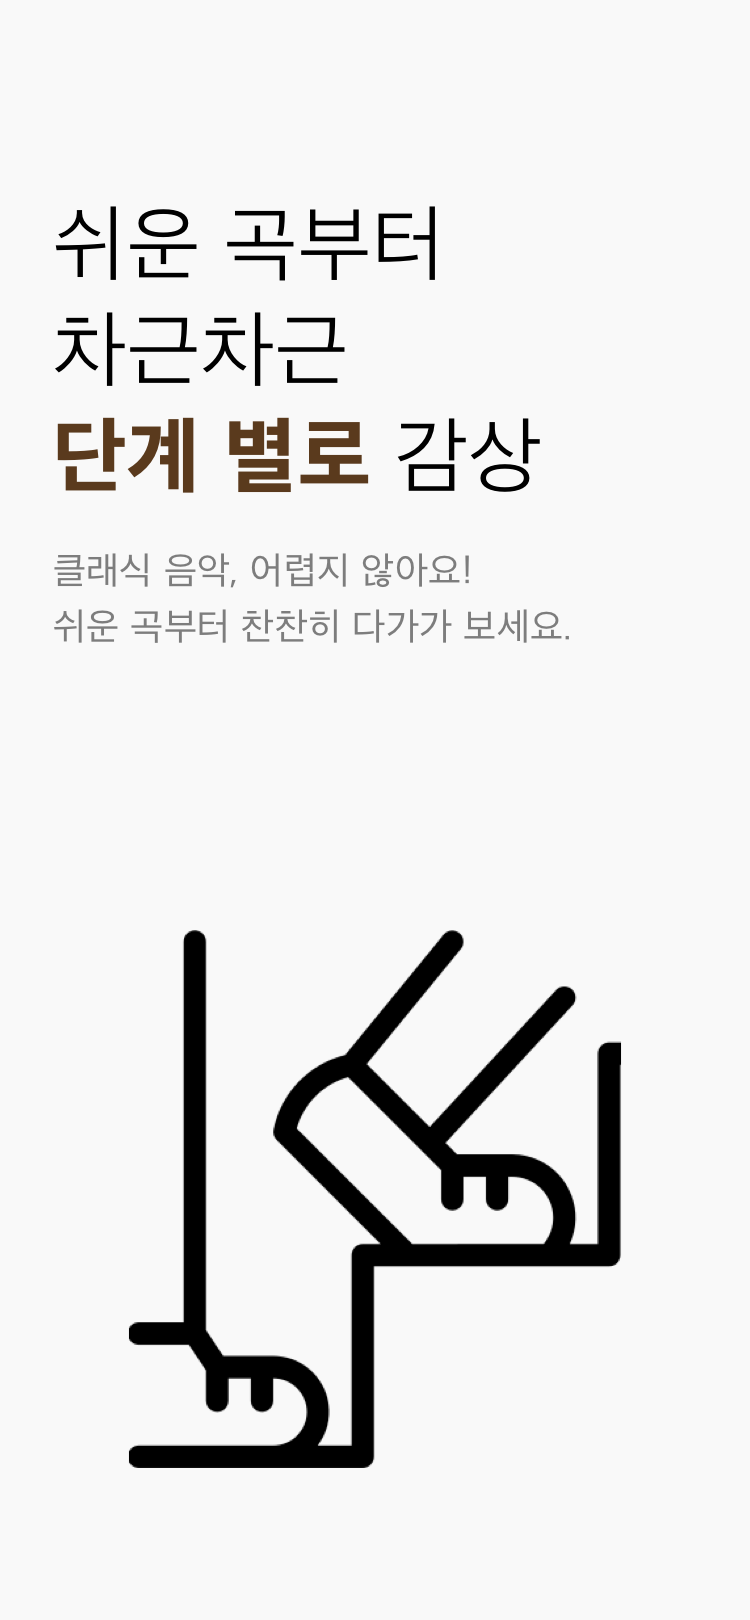 쉬운 곡부터
차근차근
단계 별로 감상
클래식 음악, 어렵지 않아요!
쉬운 곡부터 찬찬히 다가가 보세요.